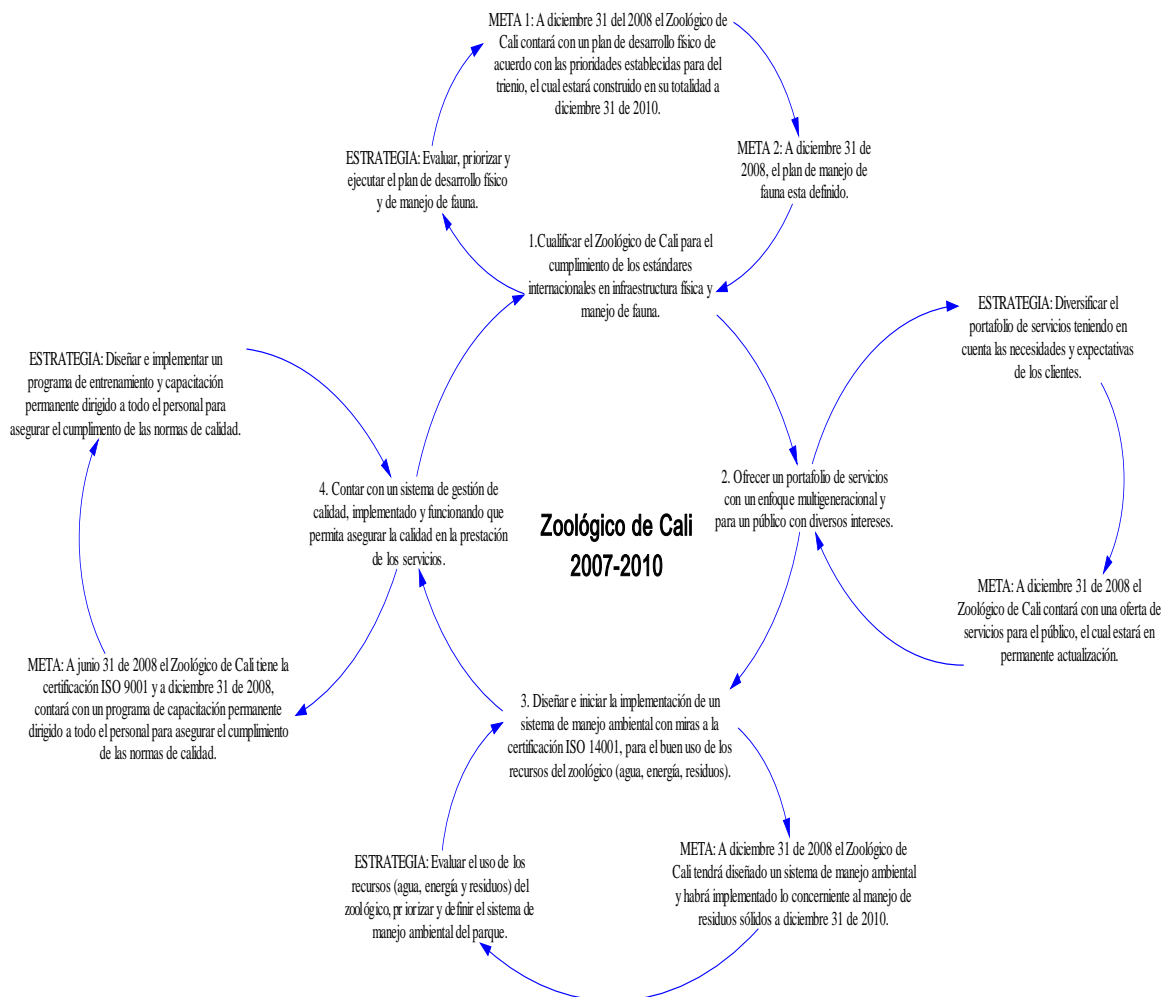 META 1: A diciembre 31 del 2008 el Zoológico de
Cali contará con un plan de desarrollo físico de
acuerdo con las prioridades establecidas para del
trienio, el cual estará construido en su totalidad a
diciembre 31 de 2010.
META 2: A diciembre 31 de
2008, el plan de manejo de
fauna esta definido.
ESTRATEGIA: Evaluar, priorizar y
ejecutar el plan de desarrollo físico
y de manejo de fauna.
1.Cualificar el Zoológico de Cali para el
cumplimiento de los estándares
internacionales en infraestructura física y
manejo de fauna.
ESTRATEGIA: Diversificar el
portafolio de servicios teniendo en
cuenta las necesidades y expectativas
de los clientes.
ESTRATEGIA: Diseñar e implementar un
programa de entrenamiento y capacitación
permanente dirigido a todo el personal para
asegurar el cumplimento de las normas de calidad.
4. Contar con un sistema de gestión de
calidad, implementado y funcionando que
permita asegurar la calidad en la prestación
de los servicios.
Zoológico de Cali
2007-2010
2. Ofrecer un portafolio de servicios
con un enfoque multigeneracional y
para un público con diversos intereses.
META: A diciembre 31 de 2008 el
Zoológico de Cali contará con una oferta de
servicios para el público, el cual estará en
permanente actualización.
META: A junio 31 de 2008 el Zoológico de Cali tiene la
certificación ISO 9001 y a diciembre 31 de 2008,
contará con un programa de capacitación permanente
dirigido a todo el personal para asegurar el cumplimiento
de las normas de calidad.
3. Diseñar e iniciar la implementación de un
sistema de manejo ambiental con miras a la
certificación ISO 14001, para el buen uso de los
recursos del zoológico (agua, energía, residuos).
ESTRATEGIA: Evaluar el uso de los
recursos (agua, energía y residuos) del
zoológico, priorizar y definir el sistema de
manejo ambiental del parque.
META: A diciembre 31 de 2008 el Zoológico de
Cali tendrá diseñado un sistema de manejo ambiental
y habrá implementado lo concerniente al manejo de
residuos sólidos a diciembre 31 de 2010.